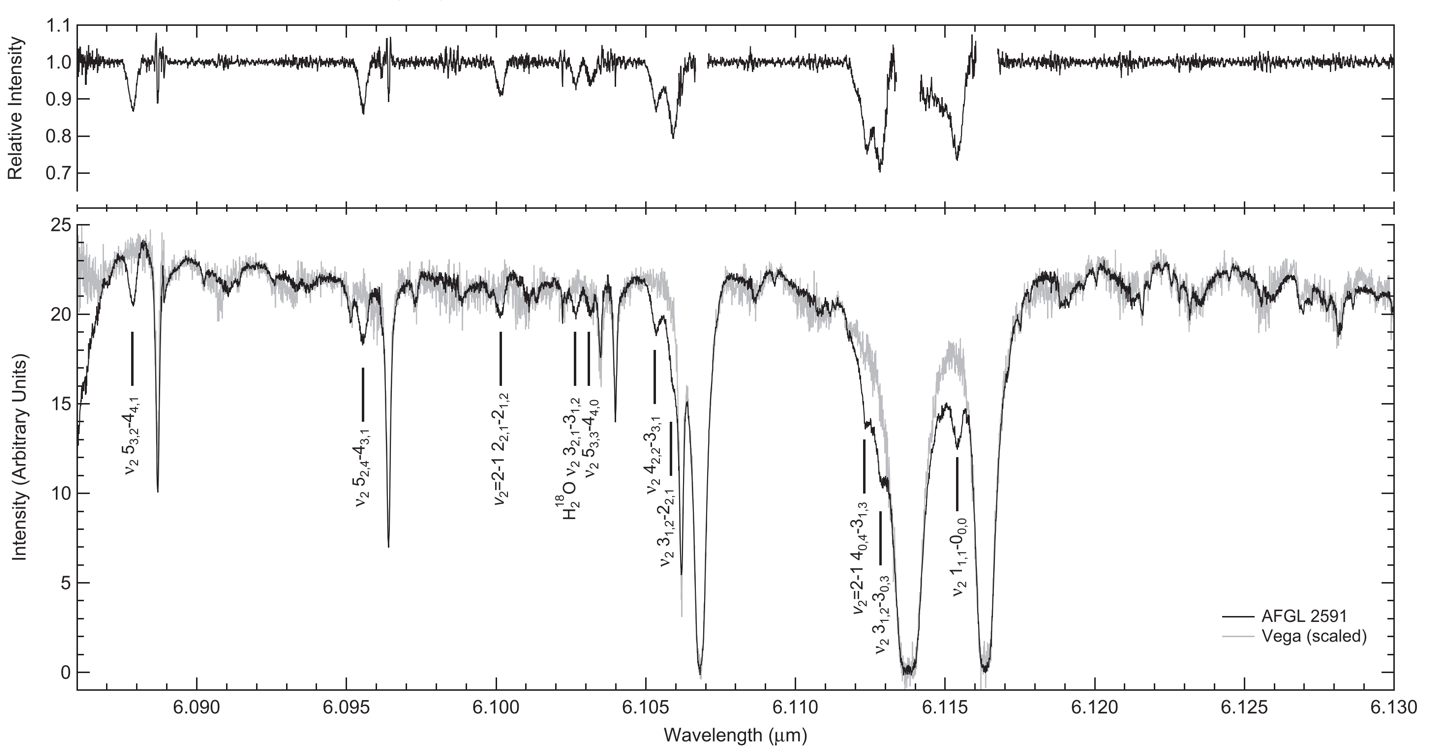 Relative Intensity
1.1
1.0
0.9
0.8
0.7
Intensity (Arbitrary Units)
25
20
15
10
5
0
ν₂ 5₃,₂-4₄,₁
ν₂ 5₂,₄-4₃,₁
ν₂=2-1 2₂,₁-2₁,₂
H₂¹⁸O ν₂ 3₂,₁-3₁,₂
ν₂ 5₃,₃-4₄,₀
ν₂ 4₂,₂-3₃,₁
ν₂ 3₁,₂-2₂,₁
ν₂=2-1 4₀,₄-3₁,₃
ν₂ 3₁,₂-3₀,₃
ν₂ 1₁,₁-0₀,₀
AFGL 2591
Vega (scaled)
6.090
6.095
6.100
6.105
6.110
6.115
6.120
6.125
6.130
Wavelength (μm)